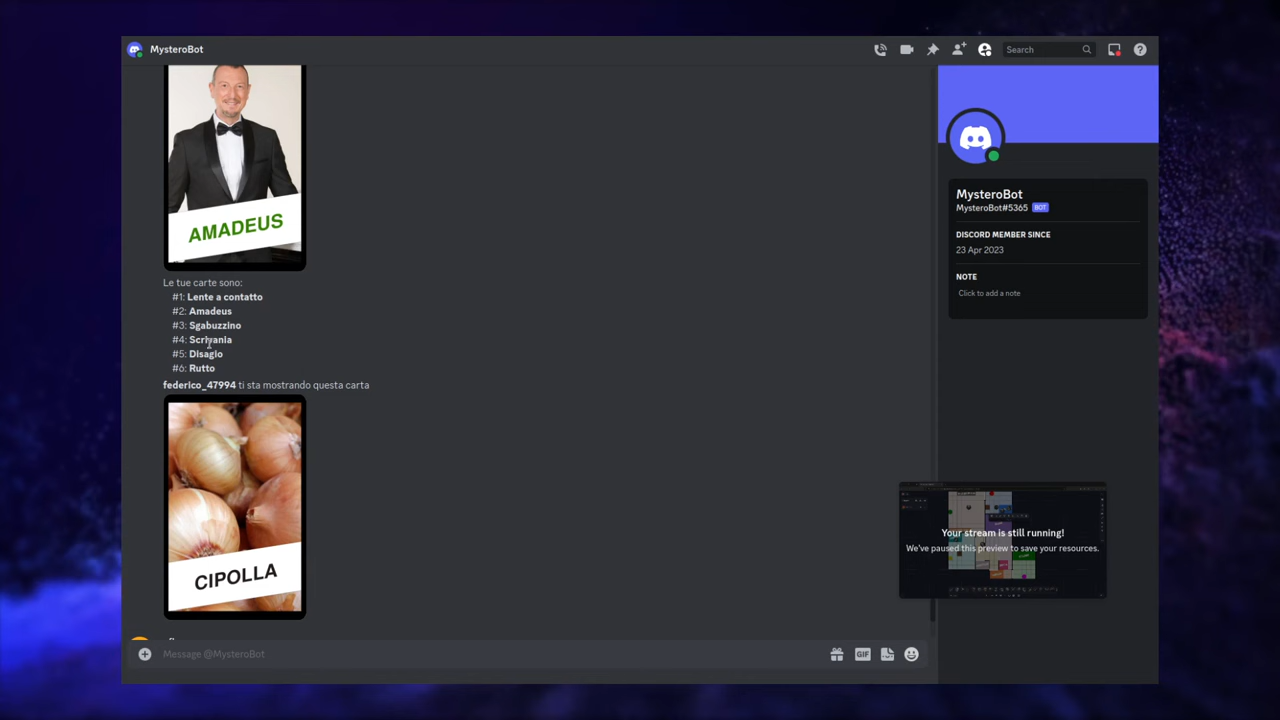 MysteroBot
Search
AMADEUS
Le tue carte sono:
#1: Lente a contatto
#2: Amadeus
#3: Sgabuzzino
#4: Scrivania
#5: Disagio
#6: Rutto
federico_47994 ti sta mostrando questa carta
CIPOLLA
Message @MysteroBot
GIF
MysteroBot
MysteroBot#5365 BOT
DISCORD MEMBER SINCE
23 Apr 2023
NOTE
Click to add a note
Your stream is still running!
We've paused this preview to save your resources.